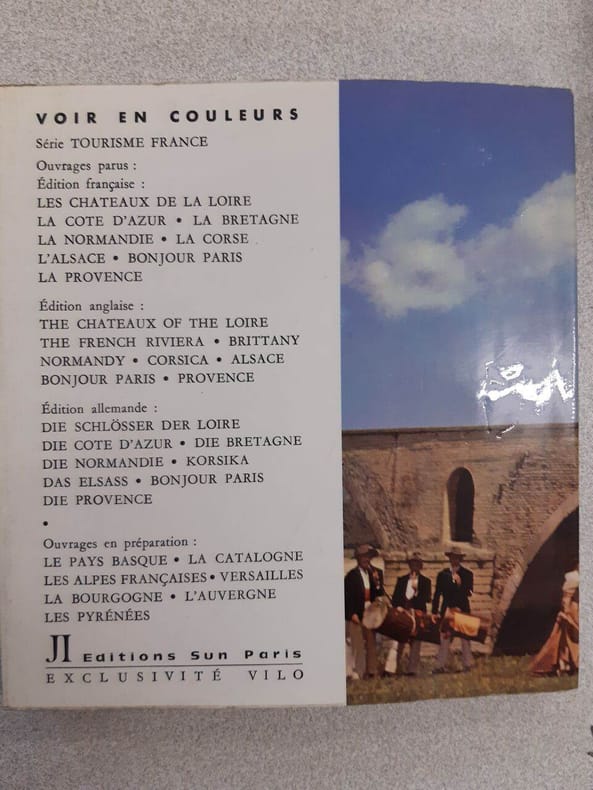 VOIR EN COULEURS
Série TOURISME FRANCE
Ouvrages parus :
Édition française :
LES CHATEAUX DE LA LOIRE
LA COTE D'AZUR • LA BRETAGNE
LA NORMANDIE • LA CORSE
L'ALSACE • BONJOUR PARIS
LA PROVENCE
Édition anglaise :
THE CHATEAUX OF THE LOIRE
THE FRENCH RIVIERA • BRITTANY
NORMANDY • CORSICA • ALSACE
BONJOUR PARIS • PROVENCE
Édition allemande :
DIE SCHLÖSSER DER LOIRE
DIE COTE D'AZUR • DIE BRETAGNE
DIE NORMANDIE • KORSIKA
DAS ELSASS • BONJOUR PARIS
DIE PROVENCE
•
Ouvrages en préparation :
LE PAYS BASQUE • LA CATALOGNE
LES ALPES FRANÇAISES • VERSAILLES
LA BOURGOGNE • L'AUVERGNE
LES PYRÉNÉES
JI Editions Sun Paris
EXCLUSIVITÉ VILO